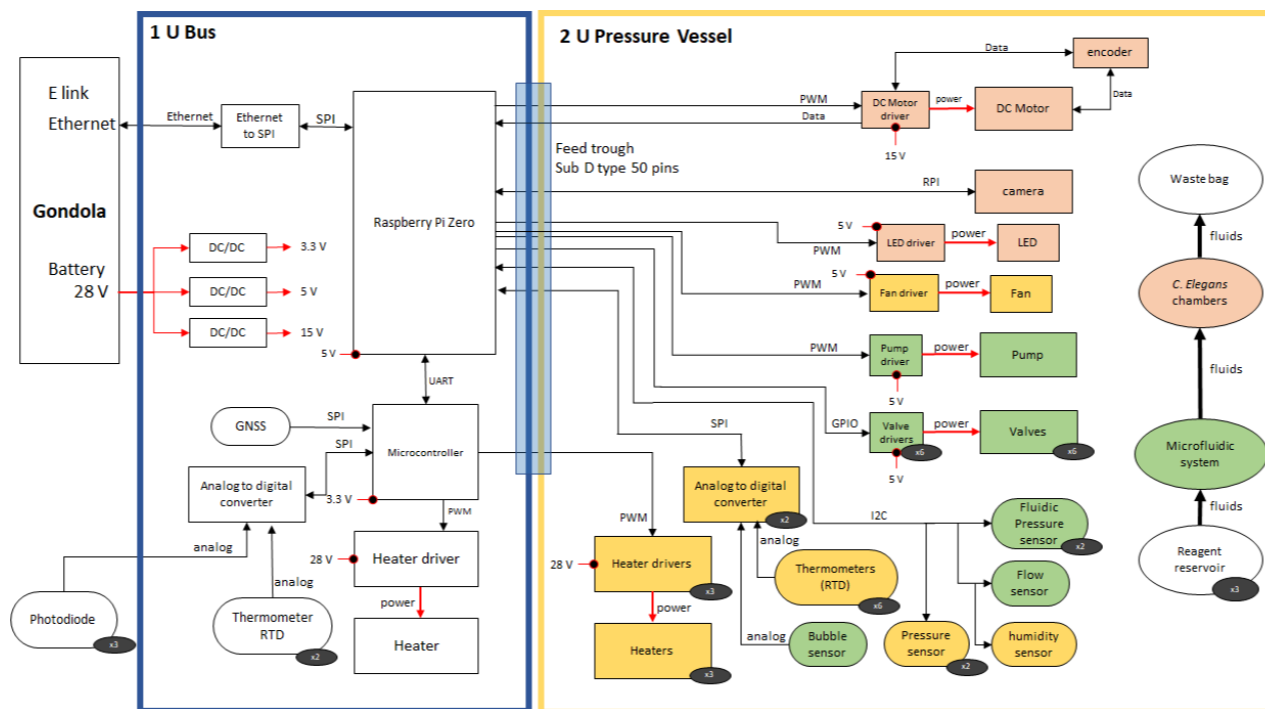 1 U Bus
2 U Pressure Vessel
E link
Ethernet
Gondola
Battery
28 V
Ethernet
Ethernet
to SPI
SPI
DC/DC
3.3 V
DC/DC
5 V
DC/DC
15 V
Raspberry Pi Zero
5 V
UART
GNSS
SPI
SPI
Microcontroller
3.3 V
PWM
Analog to digital
converter
analog
analog
Photodiode
x3
Thermometer
RTD
x2
28 V
Heater driver
power
Heater
Feed trough
Sub D type 50 pins
PWM
Data
DC Motor
driver
15 V
power
DC Motor
Data
encoder
Data
RPI
camera
5 V
PWM
LED driver
power
LED
5 V
PWM
Fan driver
power
Fan
PWM
Pump
driver
5 V
power
Pump
GPIO
Valve
drivers
x6
5 V
power
Valves
x6
SPI
Analog to digital
converter
x2
analog
PWM
28 V
Heater drivers
x3
power
Heaters
x3
Thermometers
(RTD)
x6
analog
Bubble
sensor
I2C
Fluidic
Pressure
sensor
x2
Flow
sensor
Pressure
sensor
x2
humidity
sensor
Waste bag
fluids
C. Elegans
chambers
fluids
Microfluidic
system
fluids
Reagent
reservoir
x3